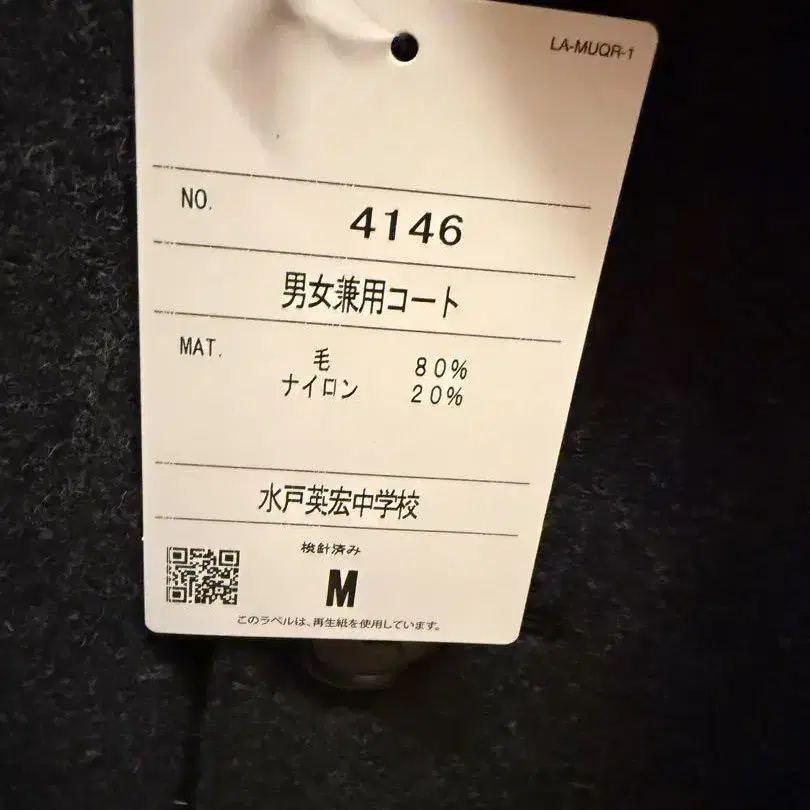 LA-MUQR-1
NO. 4146
男女兼用コート
MAT. 毛 80%
ナイロン 20%
水戸英宏中学校
検針済み
M
このラベルは、再生紙を使用しています。